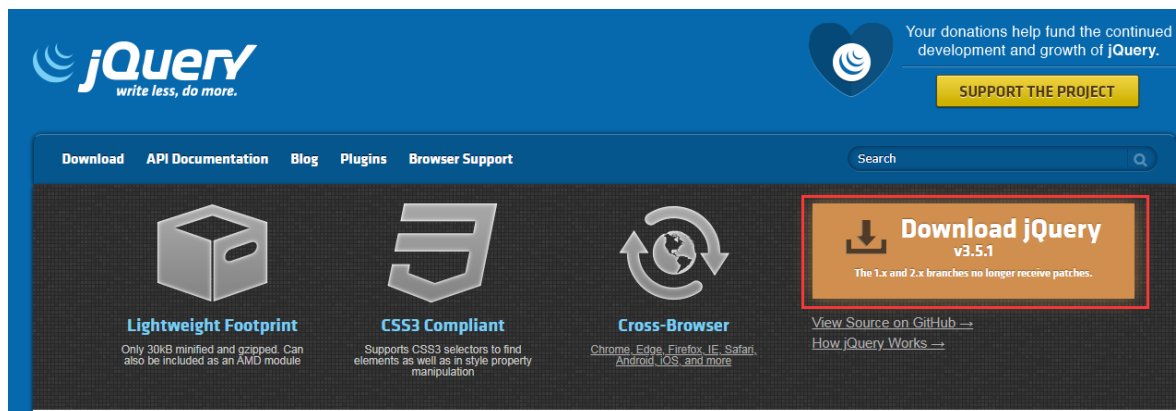 jQuery
write less, do more.
Your donations help fund the continued
development and growth of jQuery.
SUPPORT THE PROJECT
Download
API Documentation
Blog
Plugins
Browser Support
Search
Lightweight Footprint
Only 30kB minified and gzipped. Can
also be included as an AMD module
CSS3 Compliant
Supports CSS3 selectors to find
elements as well as in style property
manipulation
Cross-Browser
Chrome, Edge, Firefox, IE, Safari,
Android, iOS, and more
Download jQuery
v3.5.1
The 1.x and 2.x branches no longer receive patches.
View Source on GitHub →
How jQuery Works →